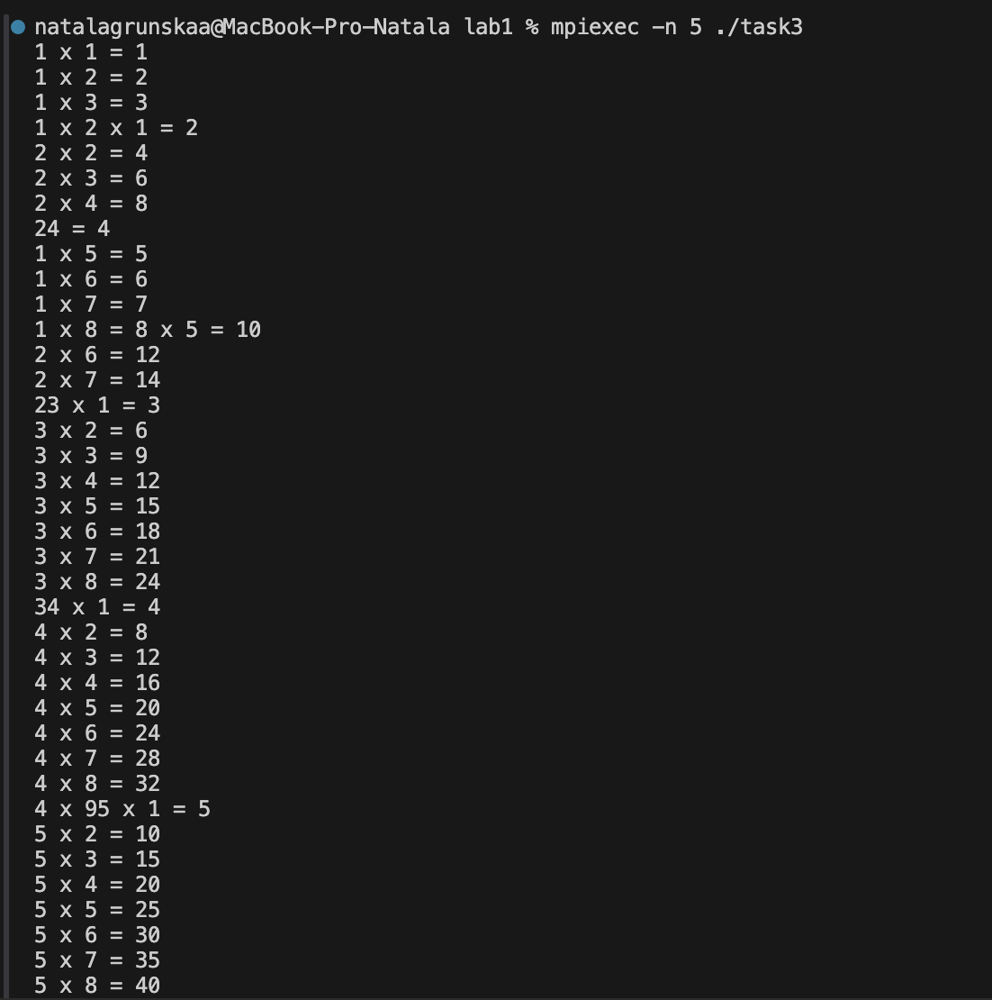 natalagrunskaa@MacBook-Pro-Natala lab1 % mpiexec -n 5 ./task3
1 x 1 = 1
1 x 2 = 2
1 x 3 = 3
1 x 2 x 1 = 2
2 x 2 = 4
2 x 3 = 6
2 x 4 = 8
24 = 4
1 x 5 = 5
1 x 6 = 6
1 x 7 = 7
1 x 8 = 8 x 5 = 10
2 x 6 = 12
2 x 7 = 14
23 x 1 = 3
3 x 2 = 6
3 x 3 = 9
3 x 4 = 12
3 x 5 = 15
3 x 6 = 18
3 x 7 = 21
3 x 8 = 24
34 x 1 = 4
4 x 2 = 8
4 x 3 = 12
4 x 4 = 16
4 x 5 = 20
4 x 6 = 24
4 x 7 = 28
4 x 8 = 32
4 x 95 x 1 = 5
5 x 2 = 10
5 x 3 = 15
5 x 4 = 20
5 x 5 = 25
5 x 6 = 30
5 x 7 = 35
5 x 8 = 40